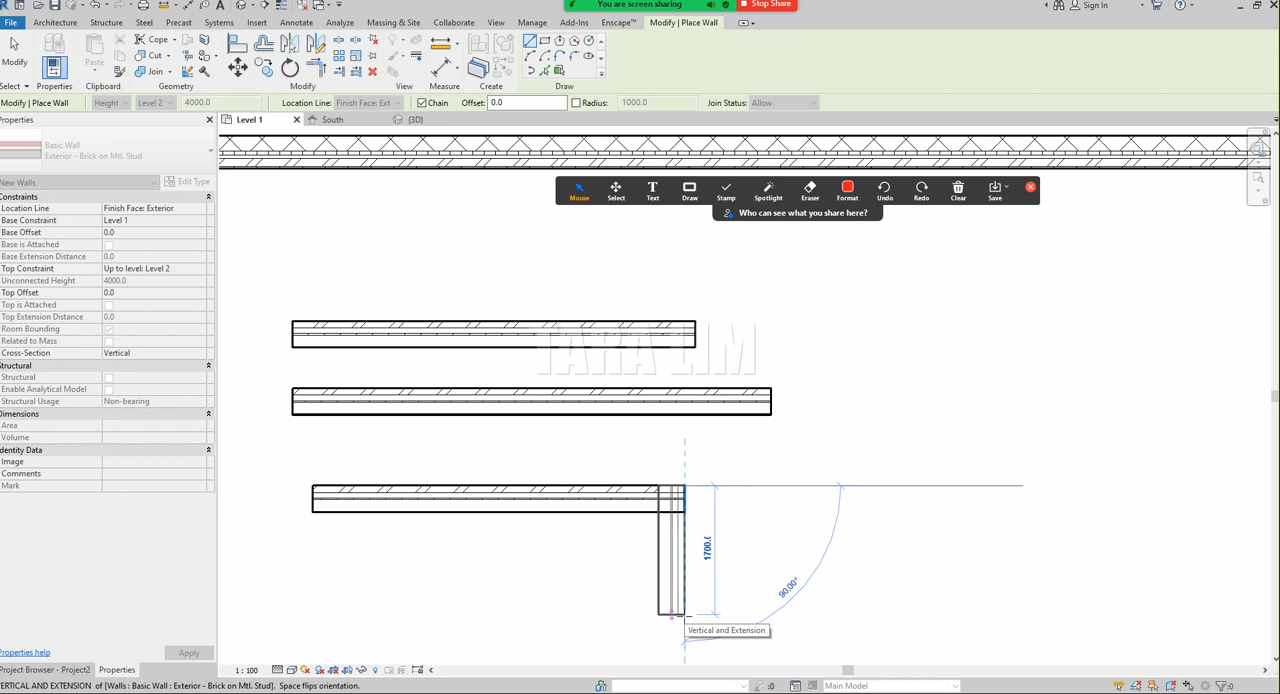 You are screen sharing
Stop Share
Sign In
File
Architecture
Structure
Steel
Precast
Systems
Insert
Annotate
Analyze
Massing & Site
Collaborate
View
Manage
Add-Ins
Enscape™
Modify | Place Wall
Cope
Cut
Join
Modify
Paste
Properties
Select
Properties
Clipboard
Geometry
Modify
View
Measure
Create
Draw
Modify | Place Wall
Height
Level 2
4000.0
Location Line:
Finish Face: Ext
Chain
Offset:
0.0
Radius:
1000.0
Join Status:
Allow
Properties
Level 1
South
{3D}
Basic Wall
Exterior - Brick on Mtl. Stud
New Walls
Edit Type
Constraints
Location Line
Finish Face: Exterior
Base Constraint
Level 1
Base Offset
0.0
Base is Attached
Base Extension Distance
0.0
Top Constraint
Up to level: Level 2
Unconnected Height
4000.0
Top Offset
0.0
Top is Attached
Top Extension Distance
0.0
Room Bounding
Related to Mass
Cross-Section
Vertical
Structural
Structural
Enable Analytical Model
Structural Usage
Non-bearing
Dimensions
Area
Volume
Identity Data
Image
Comments
Mark
Mouse
Select
Text
Draw
Stamp
Spotlight
Eraser
Format
Undo
Redo
Clear
Save
Who can see what you share here?
TARA LIM
1700.(
90.00°
Vertical and Extension
Properties help
Apply
Project Browser - Project2
Properties
1 : 100
VERTICAL AND EXTENSION of [Walls : Basic Wall : Exterior - Brick on Mtl. Stud]. Space flips orientation.
:0
Main Model
:0